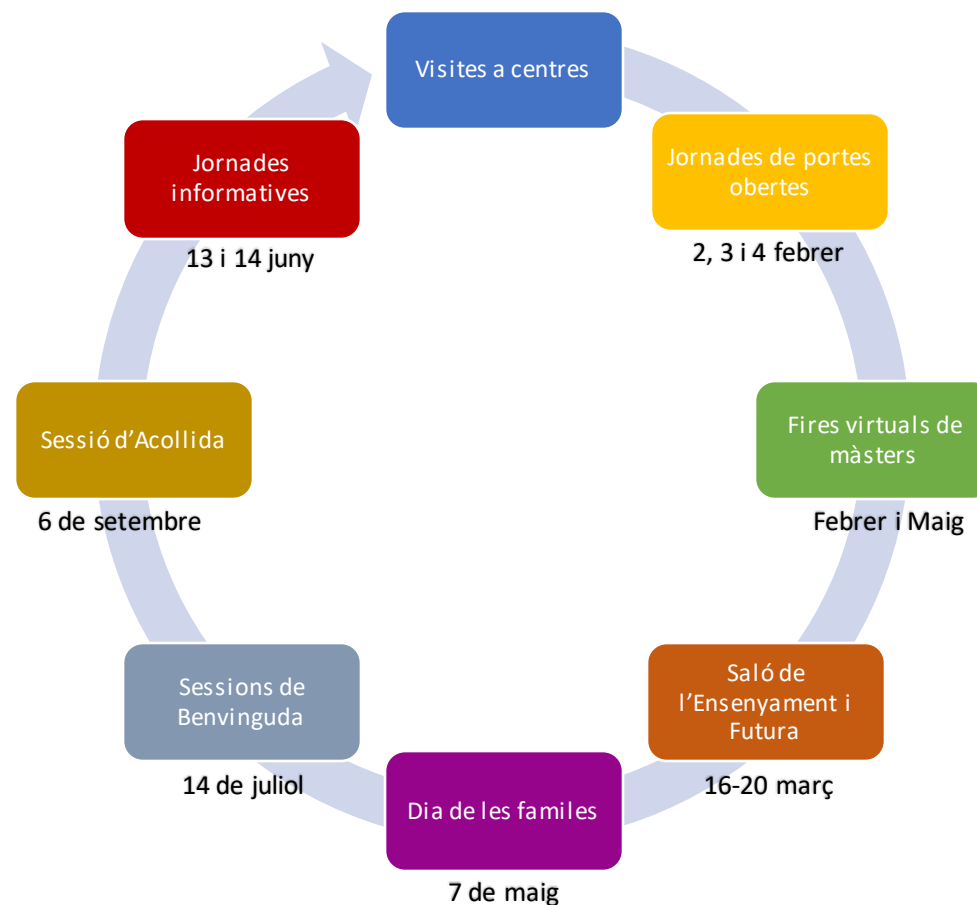 Visites a centres
Jornades de portes
obertes
2, 3 i 4 febrer
Fires virtuals de
màsters
Febrer i Maig
Saló de
l’Ensenyament i
Futura
16-20 març
Dia de les familes
7 de maig
Sessions de
Benvinguda
14 de juliol
Sessió d’Acollida
6 de setembre
Jornades
informatives
13 i 14 juny